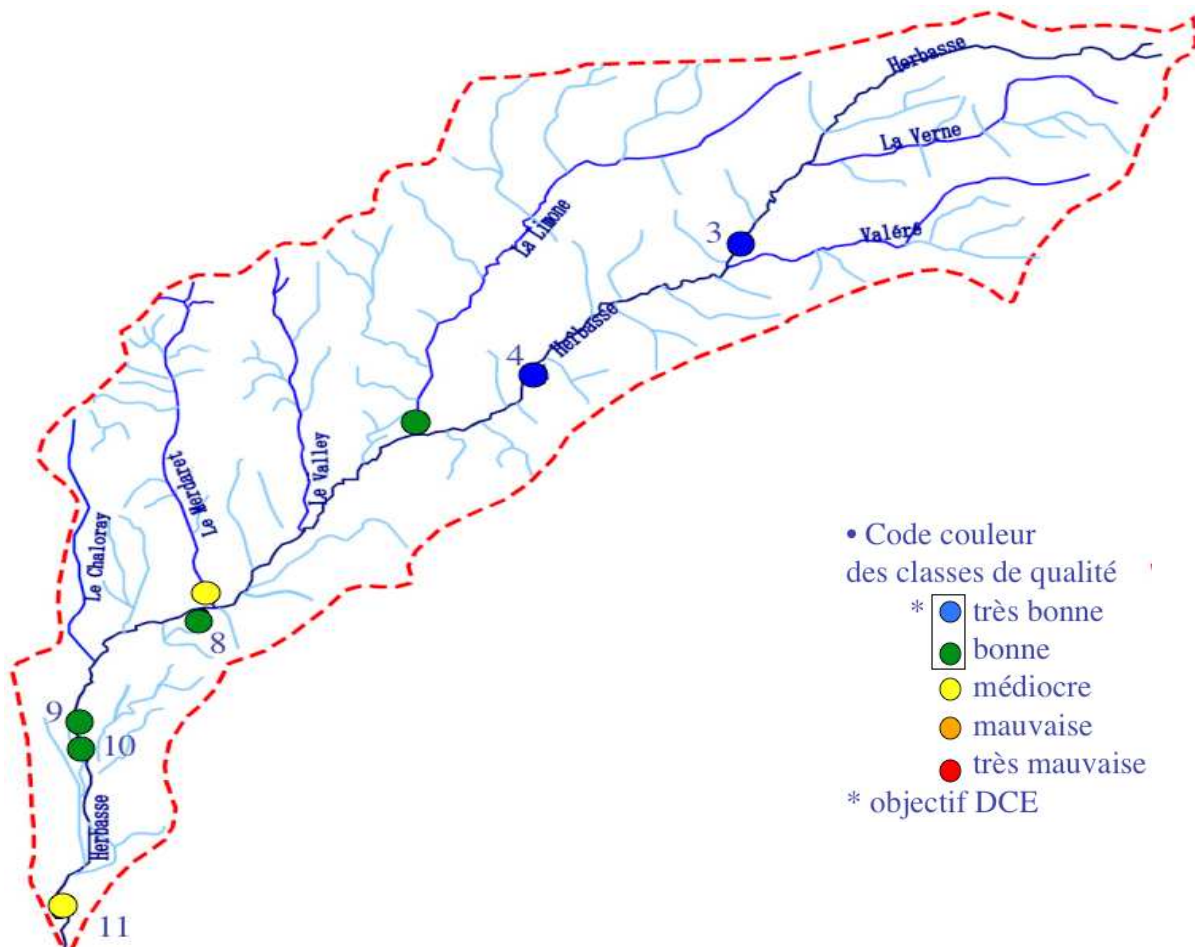 Herbasse
La Verne
3
Valéré
La Limone
Herbasse
4
Le Valley
Le Merdaret
Le Chaloray
8
9
10
Herbasse
11
• Code couleur
des classes de qualité
* très bonne
bonne
médiocre
mauvaise
très mauvaise
* objectif DCE